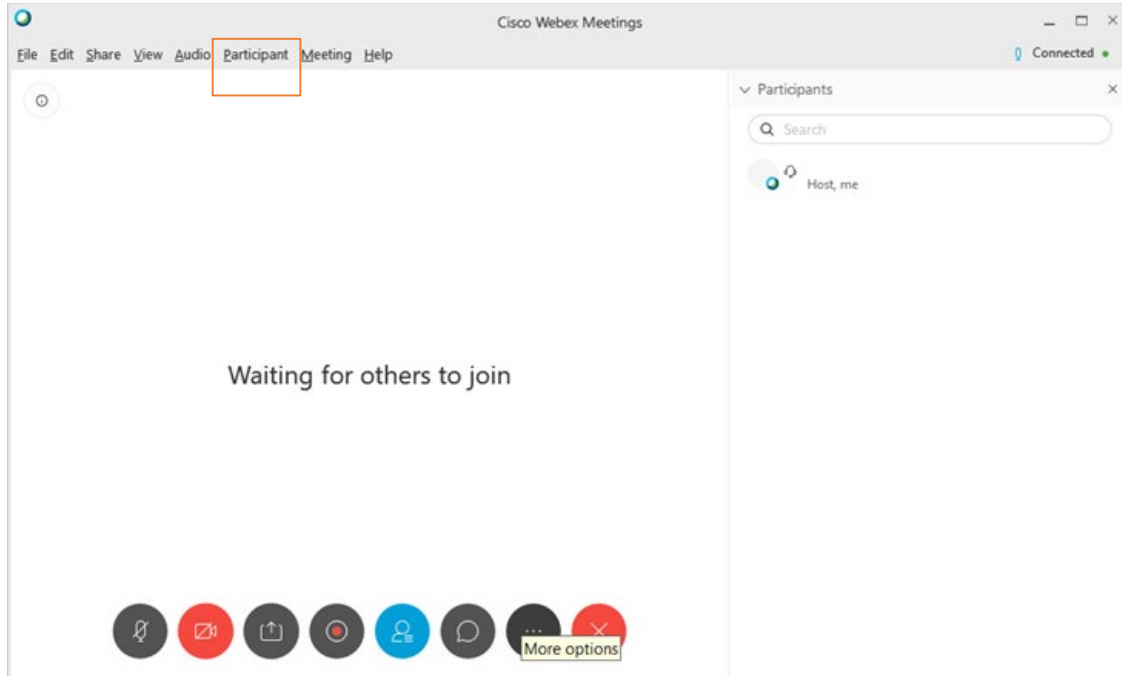 Cisco Webex Meetings
File Edit Share View Audio Participant Meeting Help
Connected
Participants
Search
Host, me
Waiting for others to join
More options